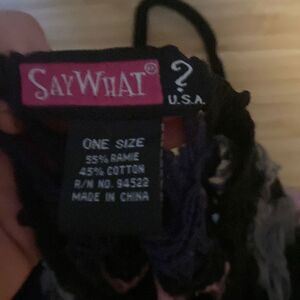 SAYWHAT®
?
U.S.A.
ONE SIZE
55% RAMIE
45% COTTON
R/N NO. 94522
MADE IN CHINA